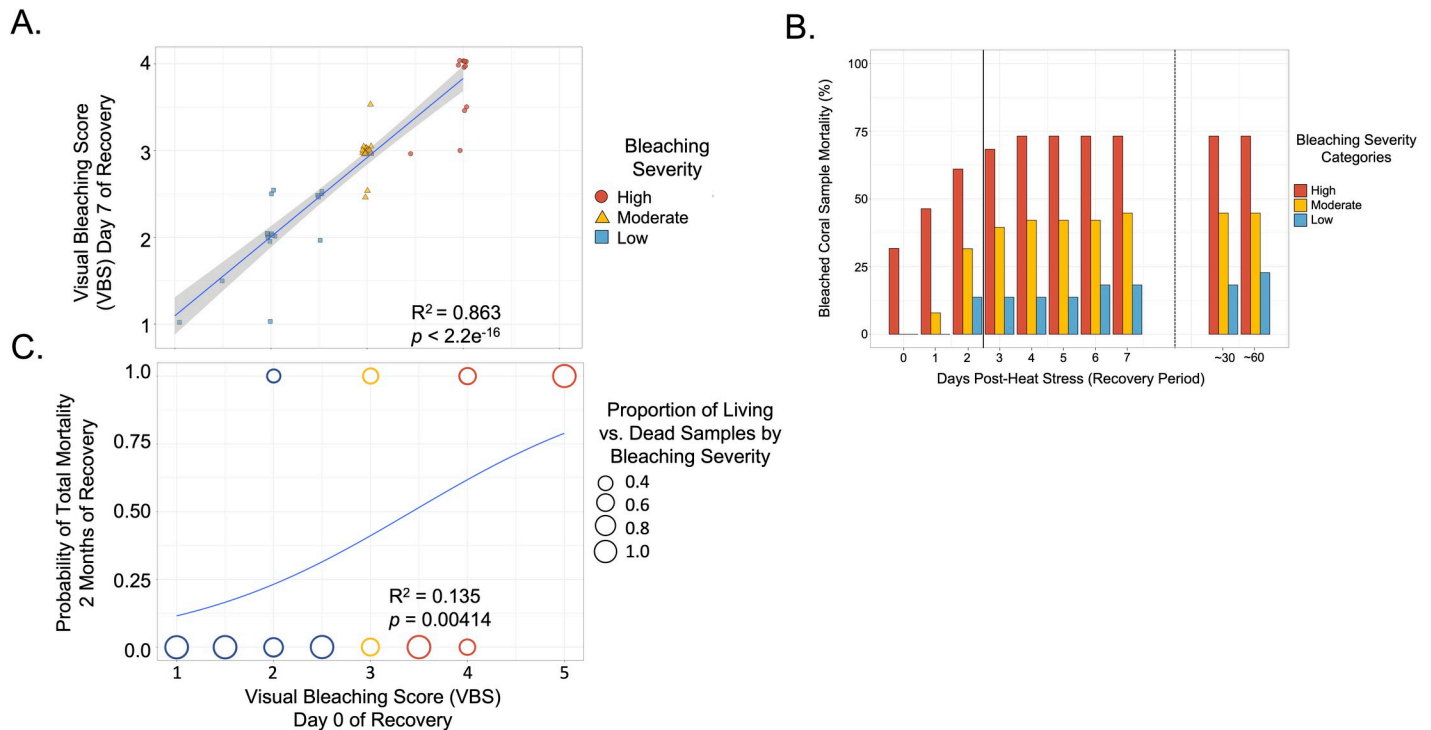 A.
Visual Bleaching Score
(VBS) Day 7 of Recovery
4
3
2
1
R² = 0.863
p < 2.2e⁻¹⁶
Bleaching
Severity
High
Moderate
Low
B.
Bleached Coral Sample Mortality (%)
100
75
50
25
0
0 1 2 3 4 5 6 7 ~30 ~60
Days Post-Heat Stress (Recovery Period)
Bleaching Severity
Categories
High
Moderate
Low
C.
Probability of Total Mortality
2 Months of Recovery
1.0
0.75
0.50
0.25
0.0
R² = 0.135
p = 0.00414
1 2 3 4 5
Visual Bleaching Score (VBS)
Day 0 of Recovery
Proportion of Living
vs. Dead Samples by
Bleaching Severity
0.4
0.6
0.8
1.0